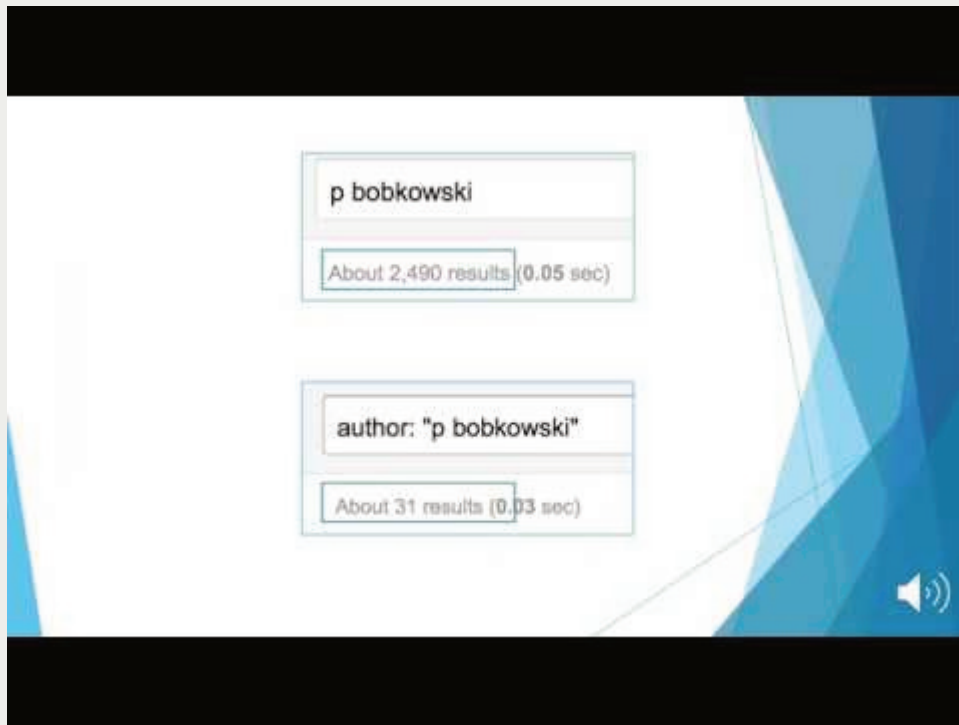 p bobkowski
About 2,490 results (0.05 sec)
author: "p bobkowski"
About 31 results (0.03 sec)